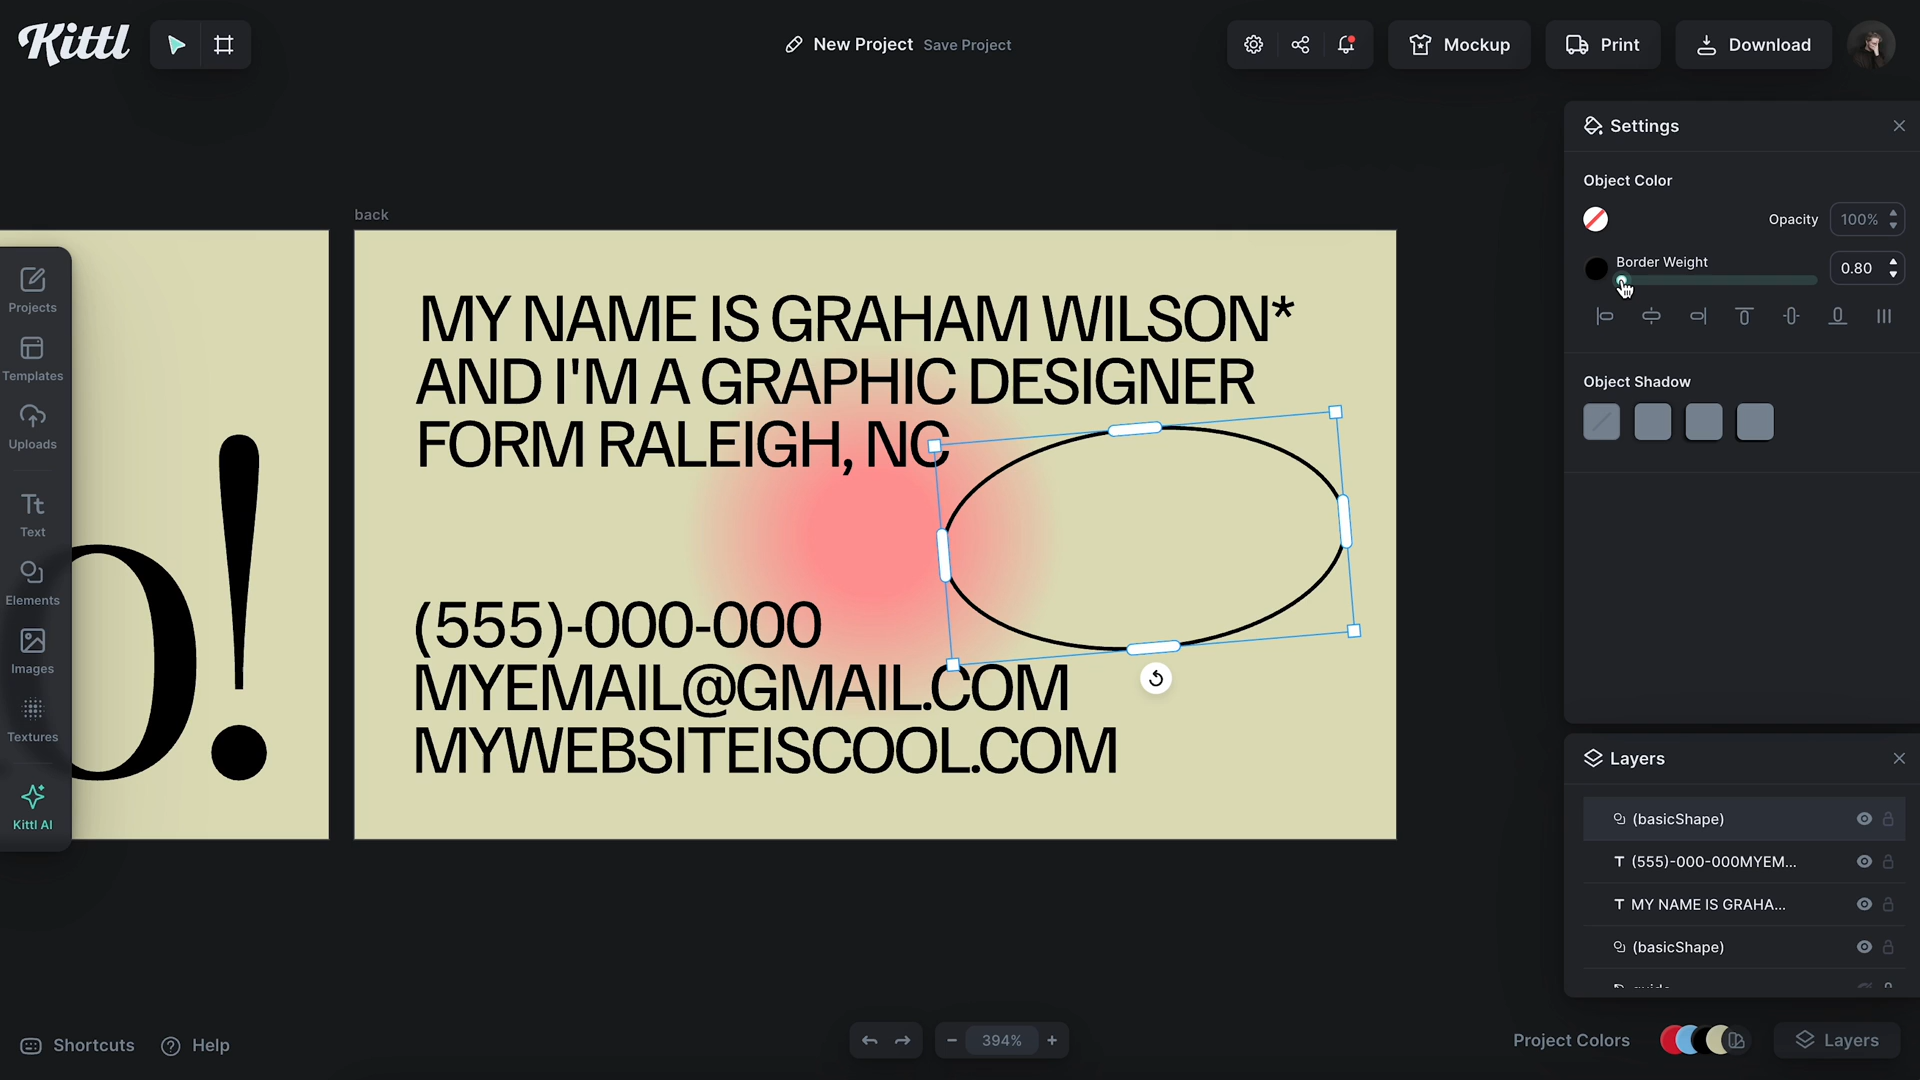 Kittl
New Project Save Project
Mockup
Print
Download
Projects
Templates
Uploads
Text
Elements
Images
Textures
Kittl AI
o!
back
MY NAME IS GRAHAM WILSON*
AND I'M A GRAPHIC DESIGNER
FORM RALEIGH, NC
(555)-000-000
MYEMAIL@GMAIL.COM
MYWEBSITEISCOOL.COM
Settings
Object Color
Opacity 100%
Border Weight 0.80
Object Shadow
Layers
(basicShape)
T (555)-000-000MYEM...
T MY NAME IS GRAHA...
(basicShape)
Shortcuts
Help
394%
Project Colors
Layers